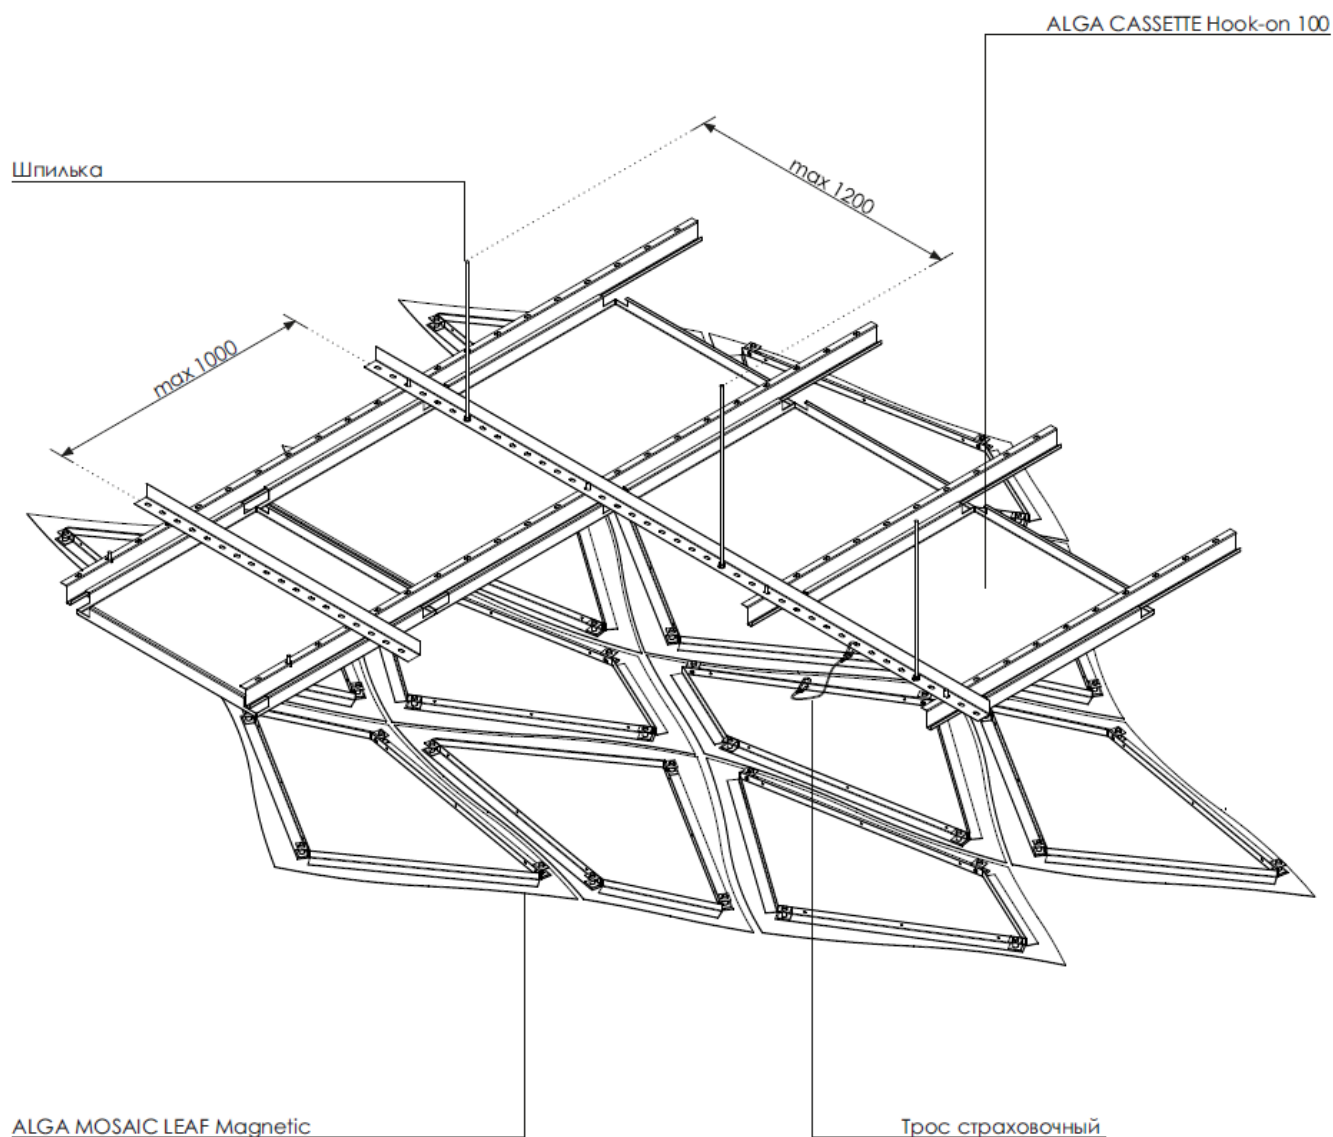 ALGA CASSETTE Hook-on 100
Шпилька
max 1200
max 1000
ALGA MOSAIC LEAF Magnetic
Трос страховочный